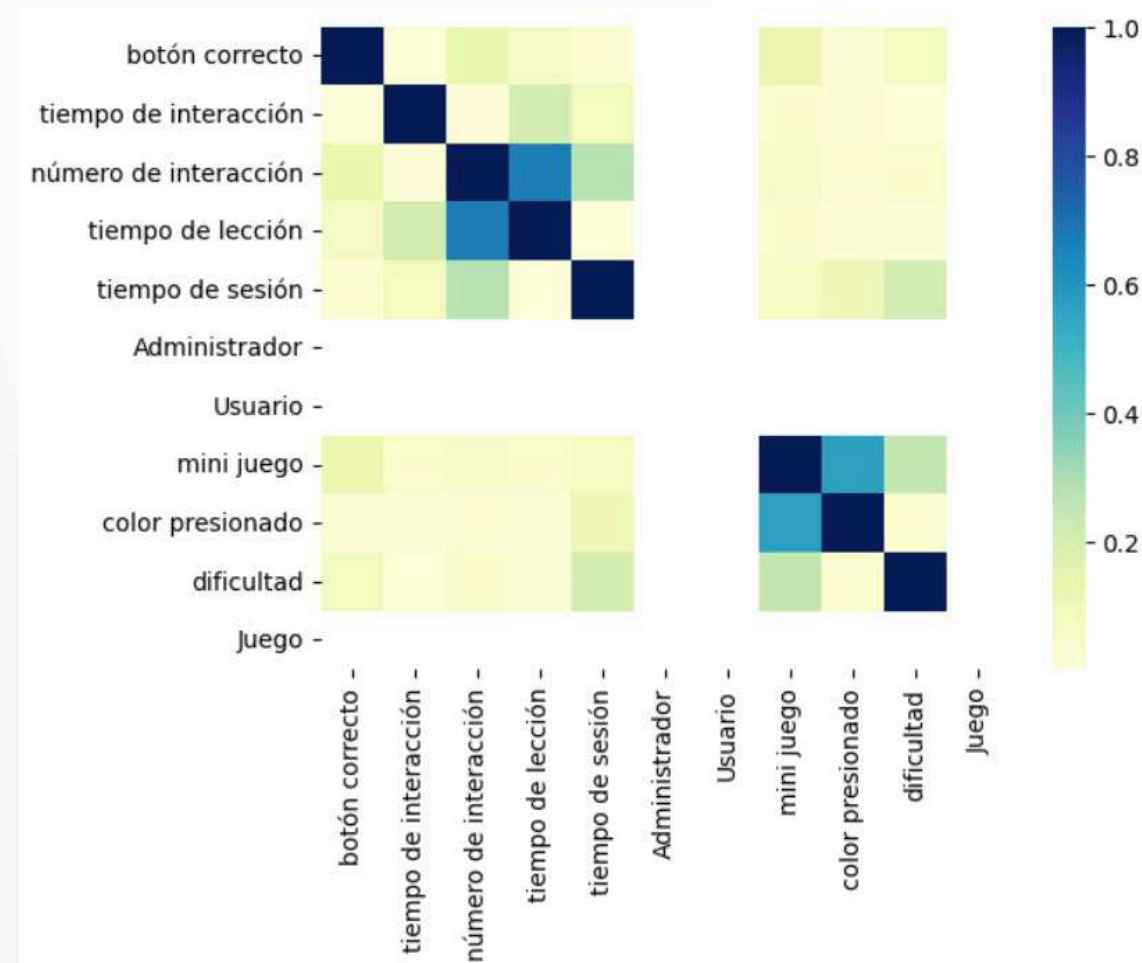 botón correcto
tiempo de interacción
número de interacción
tiempo de lección
tiempo de sesión
Administrador
Usuario
mini juego
color presionado
dificultad
Juego
botón correcto
tiempo de interacción
número de interacción
tiempo de lección
tiempo de sesión
Administrador
Usuario
mini juego
color presionado
dificultad
Juego
1.0
0.8
0.6
0.4
0.2